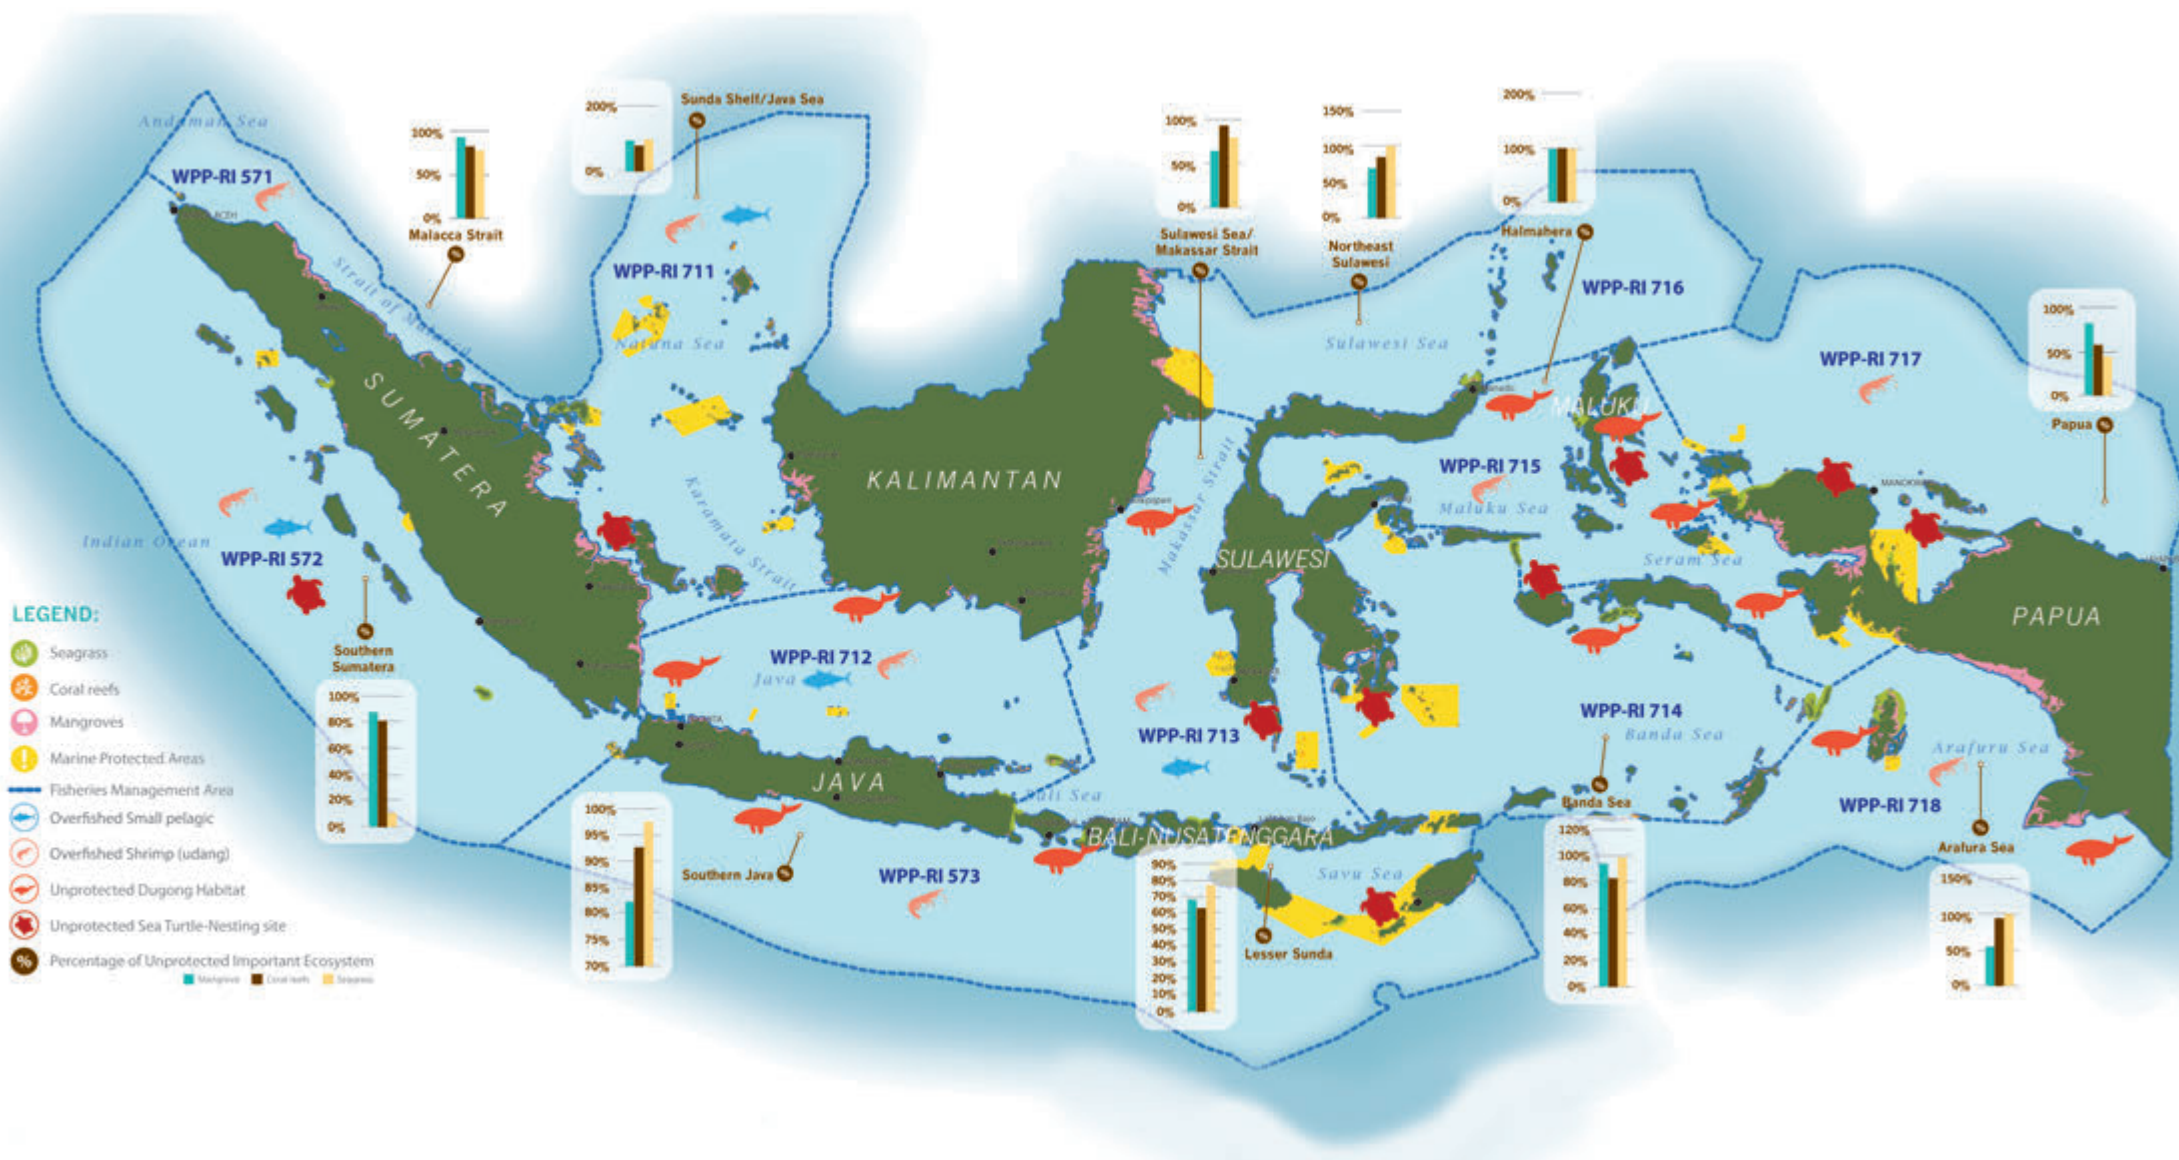 Andaman Sea
WPP-RI 571
100%
50%
0%
Malacca Strait
%
Strait of Malacca
200%
0%
Sunda Shelf/Java Sea
%
WPP-RI 711
Natuna Sea
Karamata Strait
100%
50%
0%
Sulawesi Sea/
Makassar Strait
%
150%
100%
50%
0%
Northeast
Sulawesi
%
200%
100%
0%
Halmahera %
WPP-RI 716
Sulawesi Sea
WPP-RI 717
100%
50%
0%
Papua %
SUMATERA
KALIMANTAN
Makassar Strait
SULAWESI
MALUKU
WPP-RI 715
Maluku Sea
Seram Sea
MANOKWARI
PAPUA
Indian Ocean
WPP-RI 572
%
Southern
Sumatera
100%
80%
60%
40%
20%
0%
WPP-RI 712
Java
JAVA
WPP-RI 713
Bali Sea
BALI-NUSATENGGARA
WPP-RI 714
Banda Sea
%
Banda Sea
120%
100%
80%
60%
40%
20%
0%
WPP-RI 718
Arafuru Sea
%
Arafura Sea
150%
100%
50%
0%
100%
95%
90%
85%
80%
75%
70%
Southern Java %
WPP-RI 573
90%
80%
70%
60%
50%
40%
30%
20%
10%
0%
Savu Sea
%
Lesser Sunda
LEGEND:
Seagrass
Coral reefs
Mangroves
Marine Protected Areas
Fisheries Management Area
Overfished Small pelagic
Overfished Shrimp (udang)
Unprotected Dugong Habitat
Unprotected Sea Turtle-Nesting site
% Percentage of Unprotected Important Ecosystem
Mangrove Coral reefs Seagrass